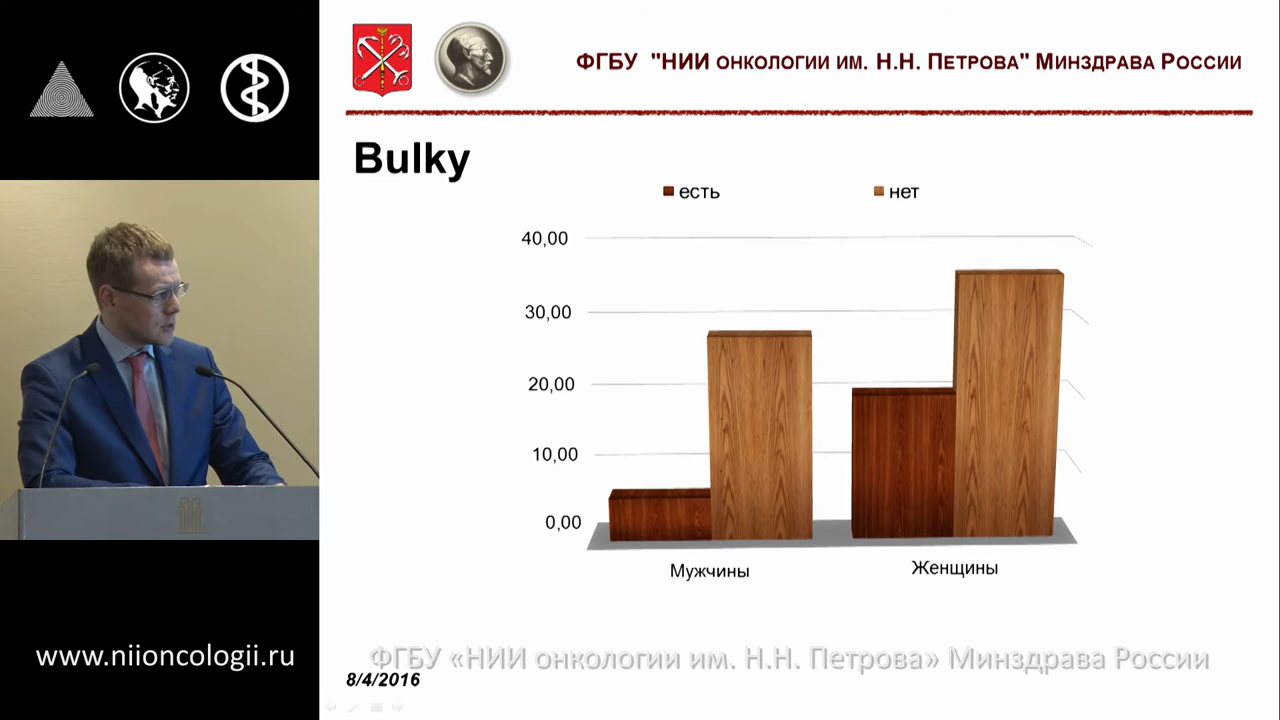 ФГБУ "НИИ онкологии им. Н.Н. Петрова" Минздрава России
Bulky
есть
нет
40,00
30,00
20,00
10,00
0,00
Мужчины
Женщины
www.niioncologii.ru
ФГБУ «НИИ онкологии им. Н.Н. Петрова» Минздрава России
8/4/2016